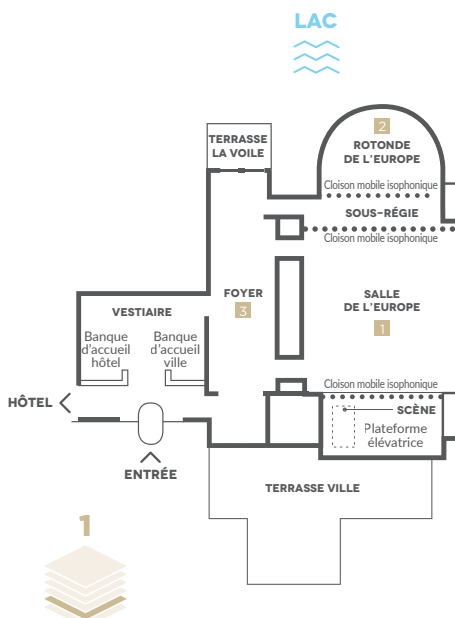 LAC
2
TERRASSE
LA VOILE
ROTONDE
DE L'EUROPE
Cloison mobile isophonique
SOUS-RÉGIE
Cloison mobile isophonique
FOYER
3
SALLE
DE L'EUROPE
1
VESTIAIRE
Banque
d'accueil
hôtel
Banque
d'accueil
ville
Cloison mobile isophonique
HÔTEL
SCÈNE
Plateforme
élévatrice
ENTRÉE
TERRASSE VILLE
1